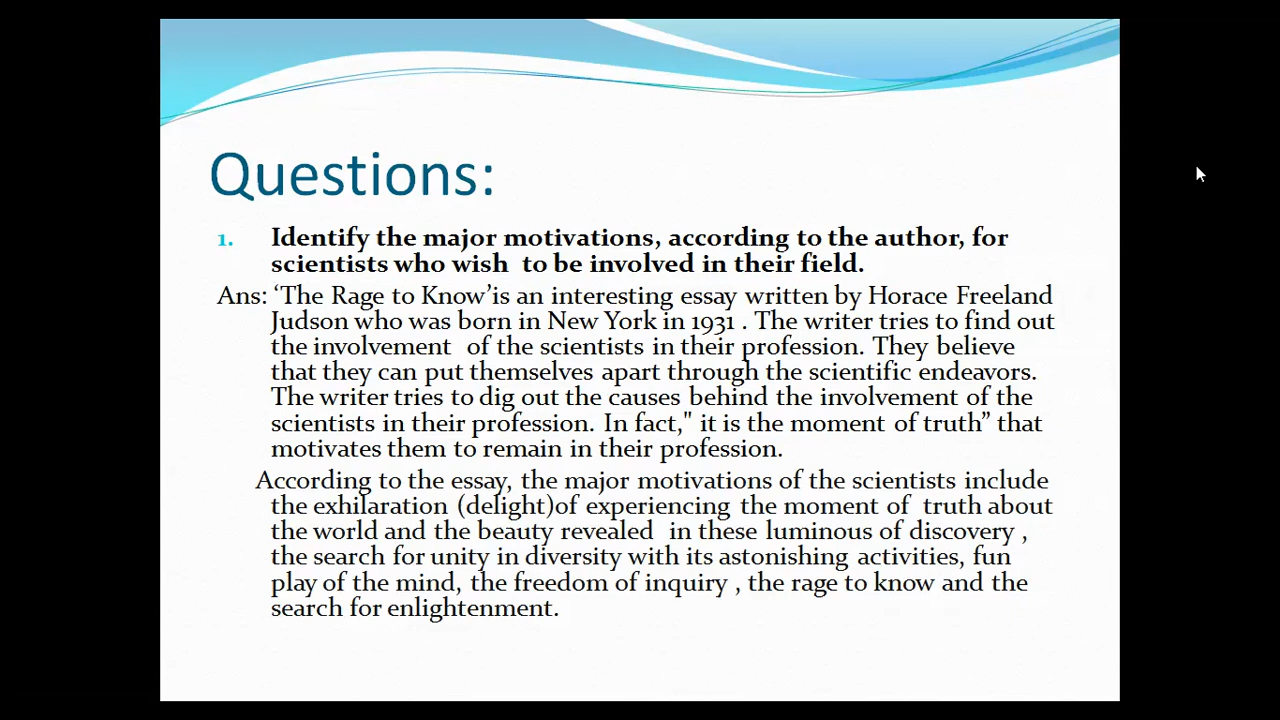 Questions:
1. Identify the major motivations, according to the author, for
scientists who wish to be involved in their field.
Ans: ‘The Rage to Know’is an interesting essay written by Horace Freeland
Judson who was born in New York in 1931 . The writer tries to find out
the involvement of the scientists in their profession. They believe
that they can put themselves apart through the scientific endeavors.
The writer tries to dig out the causes behind the involvement of the
scientists in their profession. In fact," it is the moment of truth” that
motivates them to remain in their profession.
According to the essay, the major motivations of the scientists include
the exhilaration (delight)of experiencing the moment of truth about
the world and the beauty revealed in these luminous of discovery ,
the search for unity in diversity with its astonishing activities, fun
play of the mind, the freedom of inquiry , the rage to know and the
search for enlightenment.